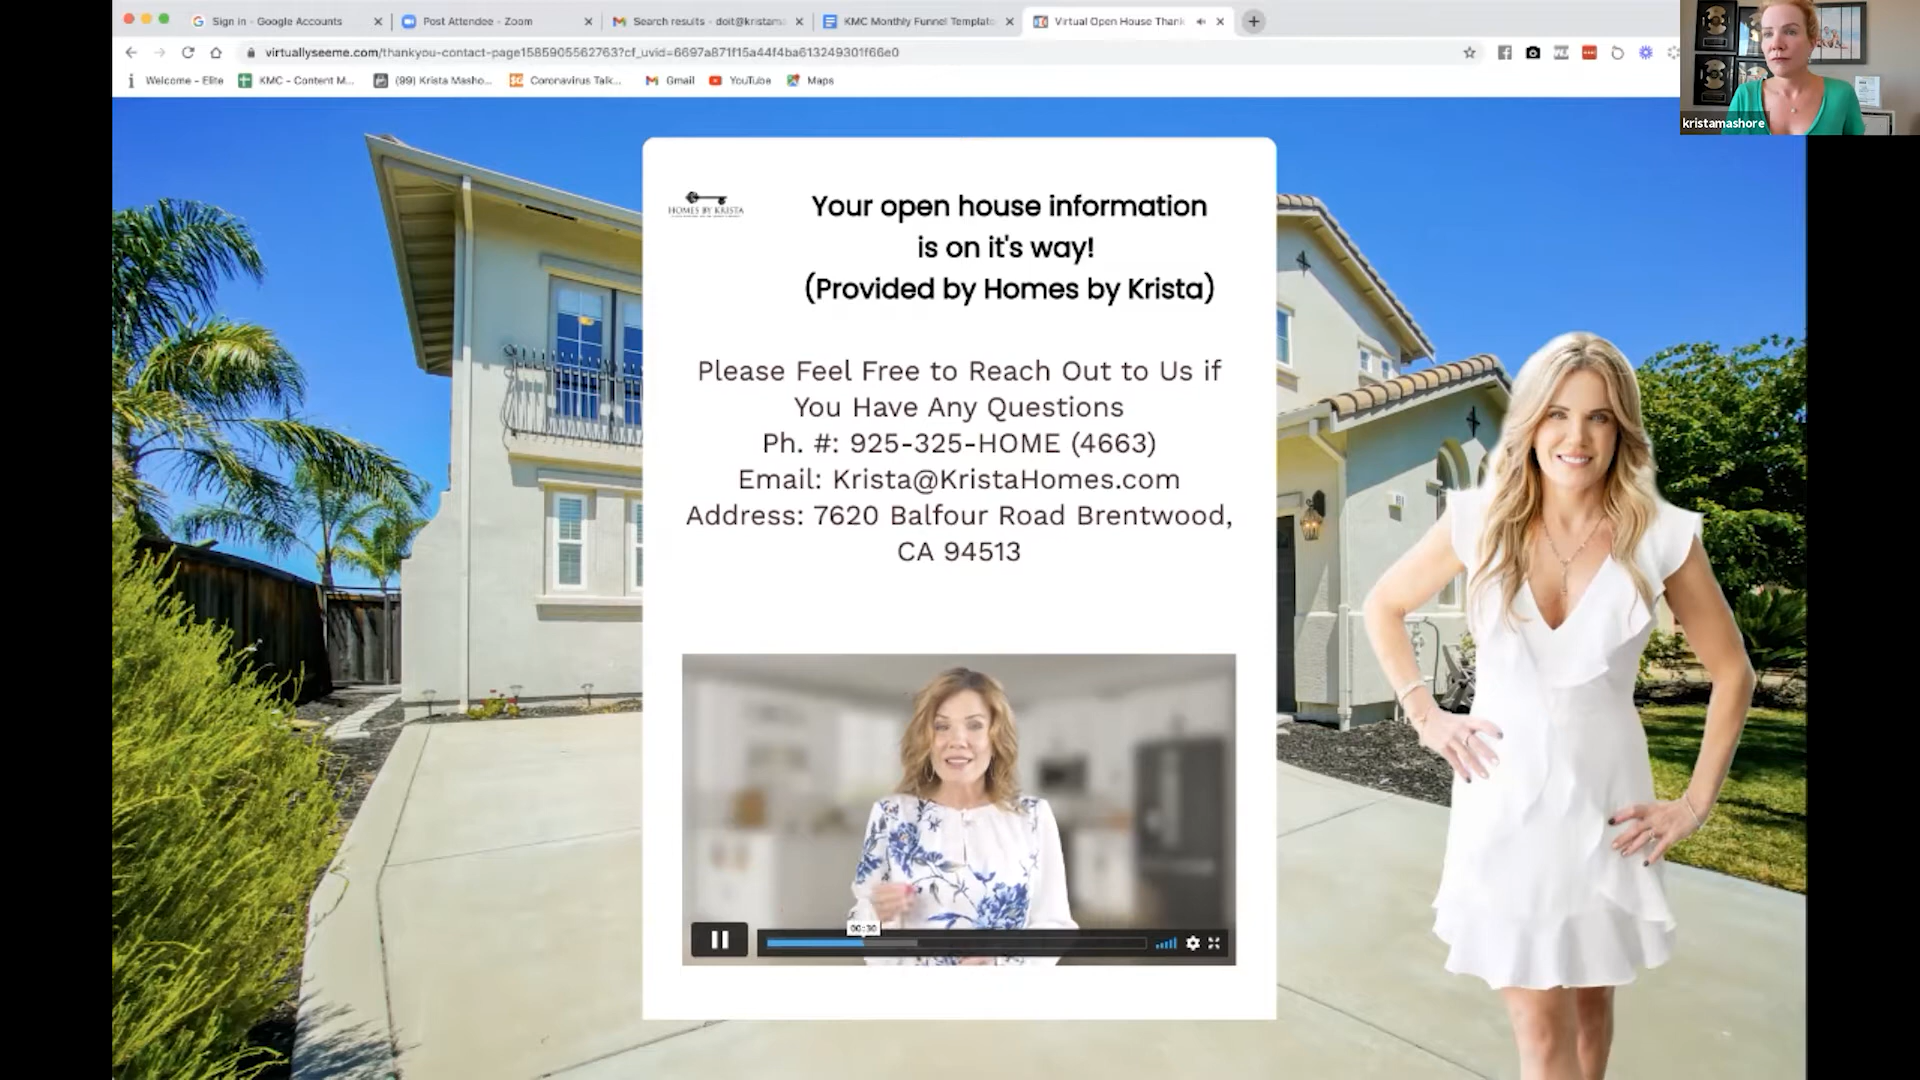 Sign in - Google Accounts
Post Attendee - Zoom
Search results - doit@kristama
KMC Monthly Funnel Template
Virtual Open House Thank
virtuallyseeme.com/thankyou-contact-page1585905562763?cf_uvid=6697a871f15a44f4ba613249301f66e0
Welcome - Elite
KMC - Content M...
(99) Krista Masho...
Coronavirus Talk...
Gmail
YouTube
Maps
kristamashore
HOMES BY KRISTA
Your open house information
is on it's way!
(Provided by Homes by Krista)
Please Feel Free to Reach Out to Us if
You Have Any Questions
Ph. #: 925-325-HOME (4663)
Email: Krista@KristaHomes.com
Address: 7620 Balfour Road Brentwood,
CA 94513
00:30